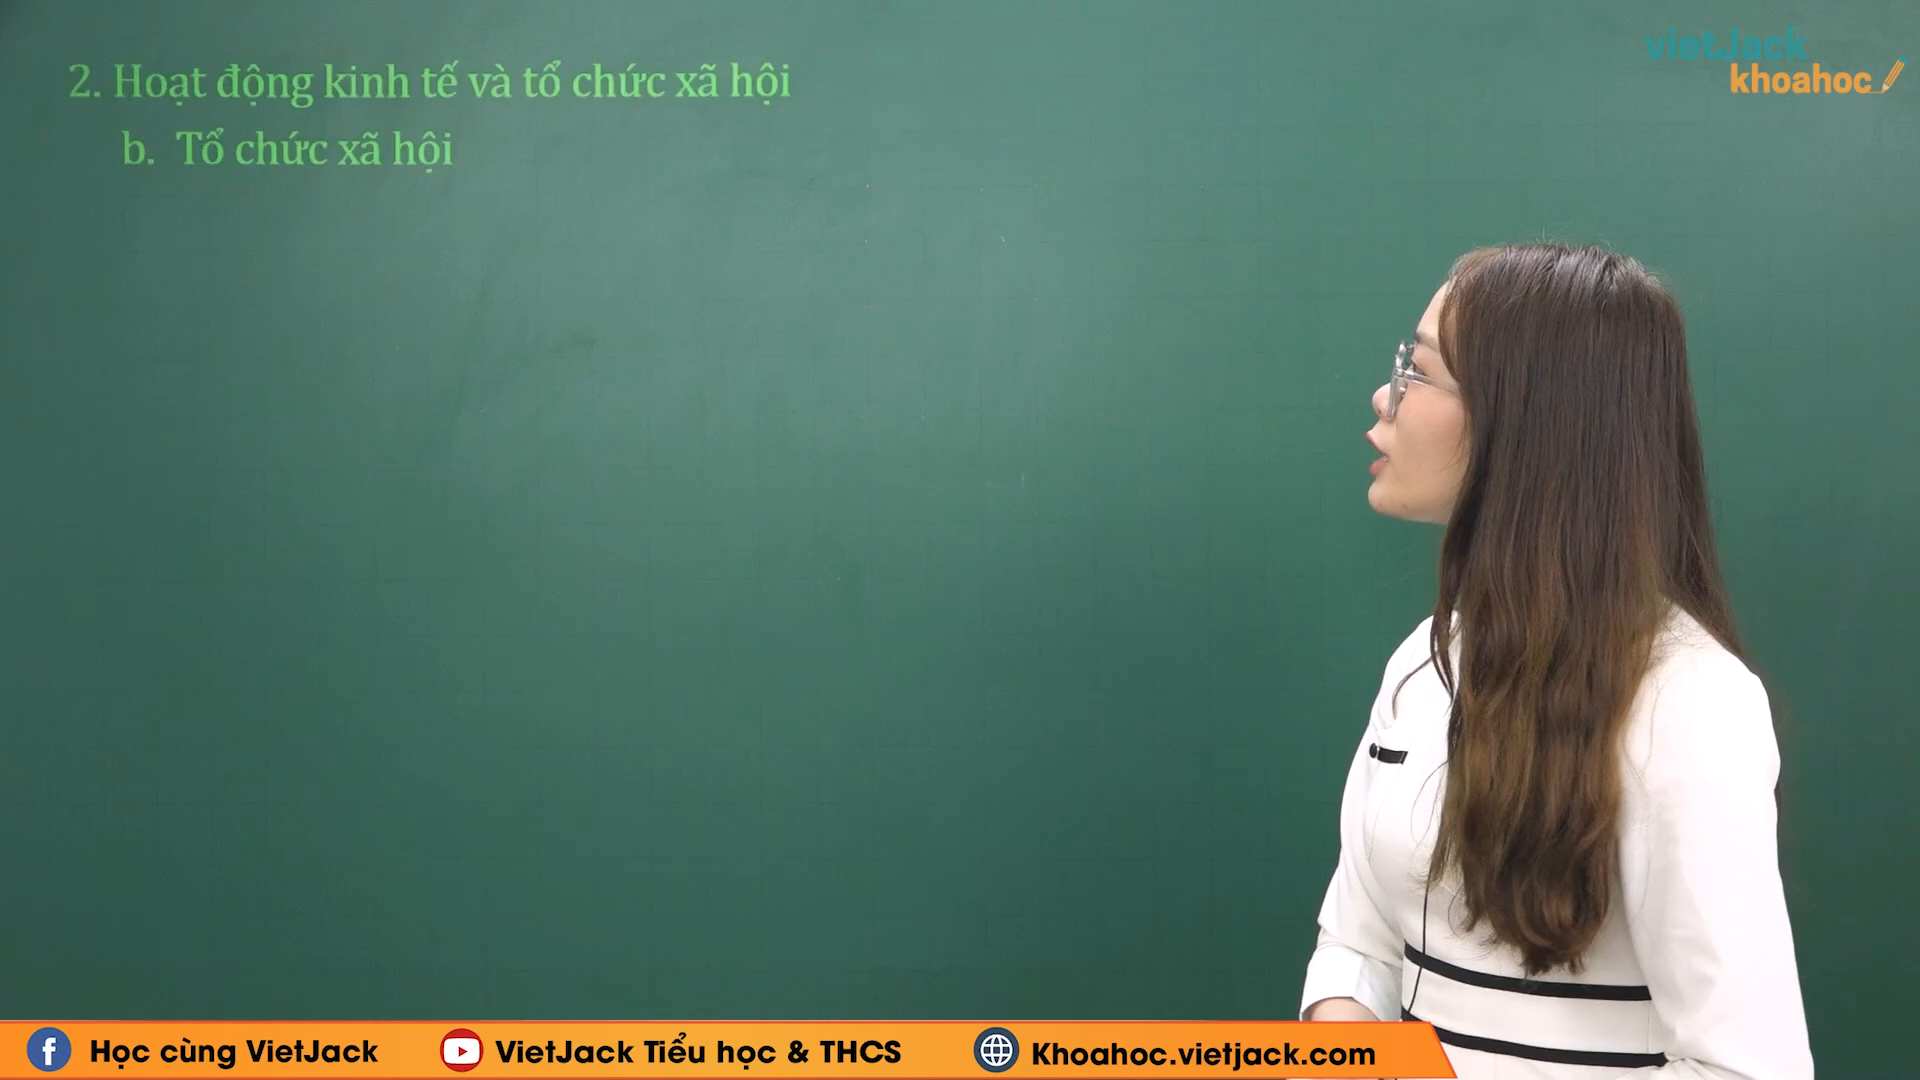 2. Hoạt động kinh tế và tổ chức xã hội
b. Tổ chức xã hội
vietJack
khoahoc
Học cùng VietJack
VietJack Tiểu học & THCS
Khoahoc.vietjack.com